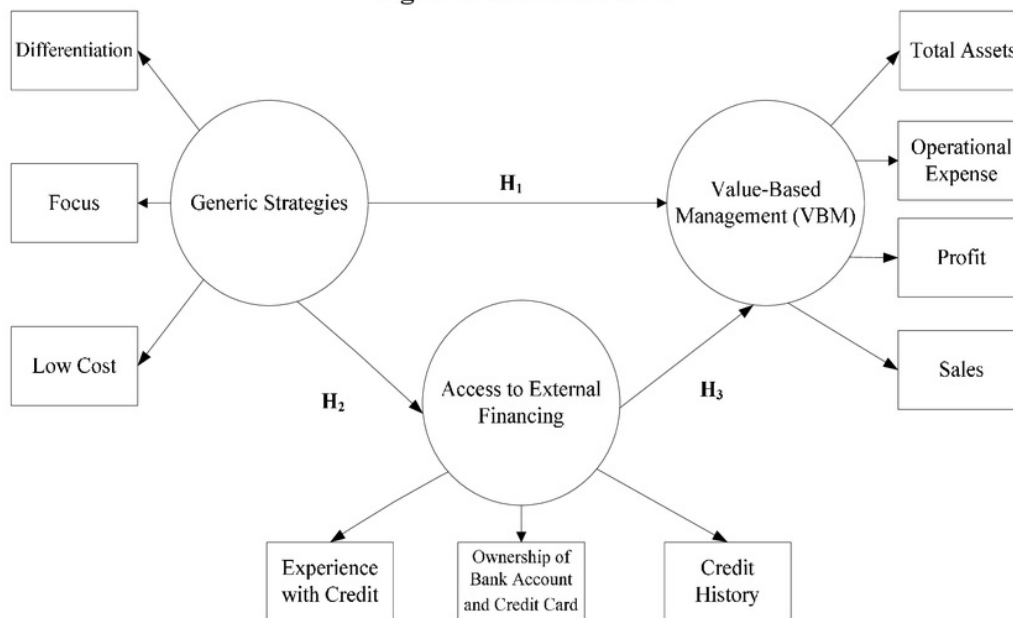 Differentiation
Total Assets
Operational
Expense
H₁
Focus
Generic Strategies
Value-Based
Management (VBM)
Profit
Low Cost
Sales
H₂
Access to External
Financing
H₃
Experience
with Credit
Ownership of
Bank Account
and Credit Card
Credit
History